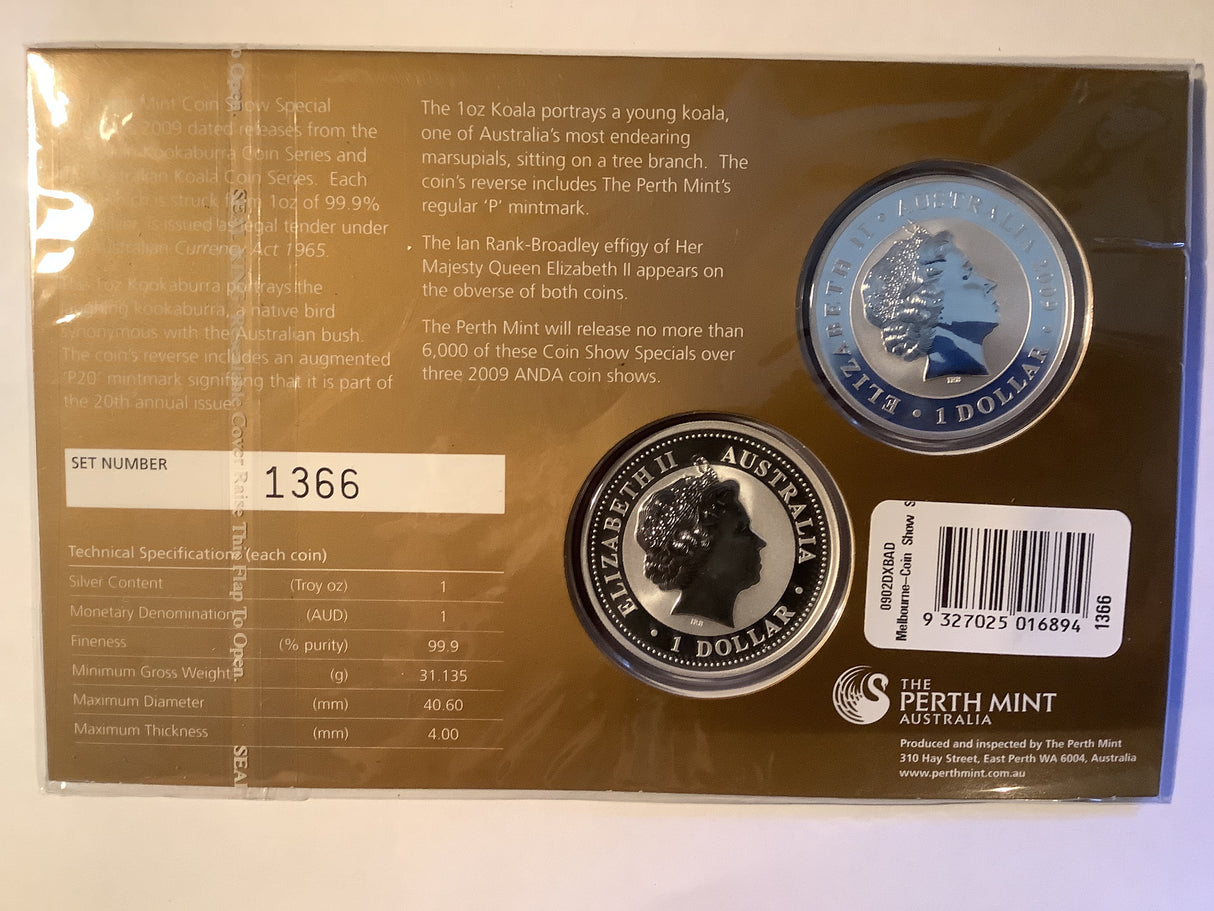 Mint Coin Show Special
2009 dated releases from the
Kookaburra Coin Series and
Koala Coin Series. Each
which is struck from 1oz of 99.9%
silver, is issued as legal tender under
Australian Currency Act 1965.
1oz Kookaburra portrays the
laughing kookaburra, a native bird
synonymous with the Australian bush.
The coin's reverse includes an augmented
'P20' mintmark signifying that it is part of
the 20th annual issue.
The 1oz Koala portrays a young koala,
one of Australia's most endearing
marsupials, sitting on a tree branch. The
coin's reverse includes The Perth Mint's
regular 'P' mintmark.
The Ian Rank-Broadley effigy of Her
Majesty Queen Elizabeth II appears on
the obverse of both coins.
The Perth Mint will release no more than
6,000 of these Coin Show Specials over
three 2009 ANDA coin shows.
SET NUMBER 1366
Technical Specifications (each coin)
Silver Content (Troy oz) 1
Monetary Denomination (AUD) 1
Fineness (% purity) 99.9
Minimum Gross Weight (g) 31.135
Maximum Diameter (mm) 40.60
Maximum Thickness (mm) 4.00
To Open.
Cover Raise This Flap To Open.
SEA
ELIZABETH II • AUSTRALIA 2009 • 1 DOLLAR •
IRB
ELIZABETH II AUSTRALIA • 1 DOLLAR •
IRB
0902DXBAD
Melbourne-Coin Show S
9 327025 016894
1366
THE
PERTH MINT
AUSTRALIA
Produced and inspected by The Perth Mint
310 Hay Street, East Perth WA 6004, Australia
www.perthmint.com.au